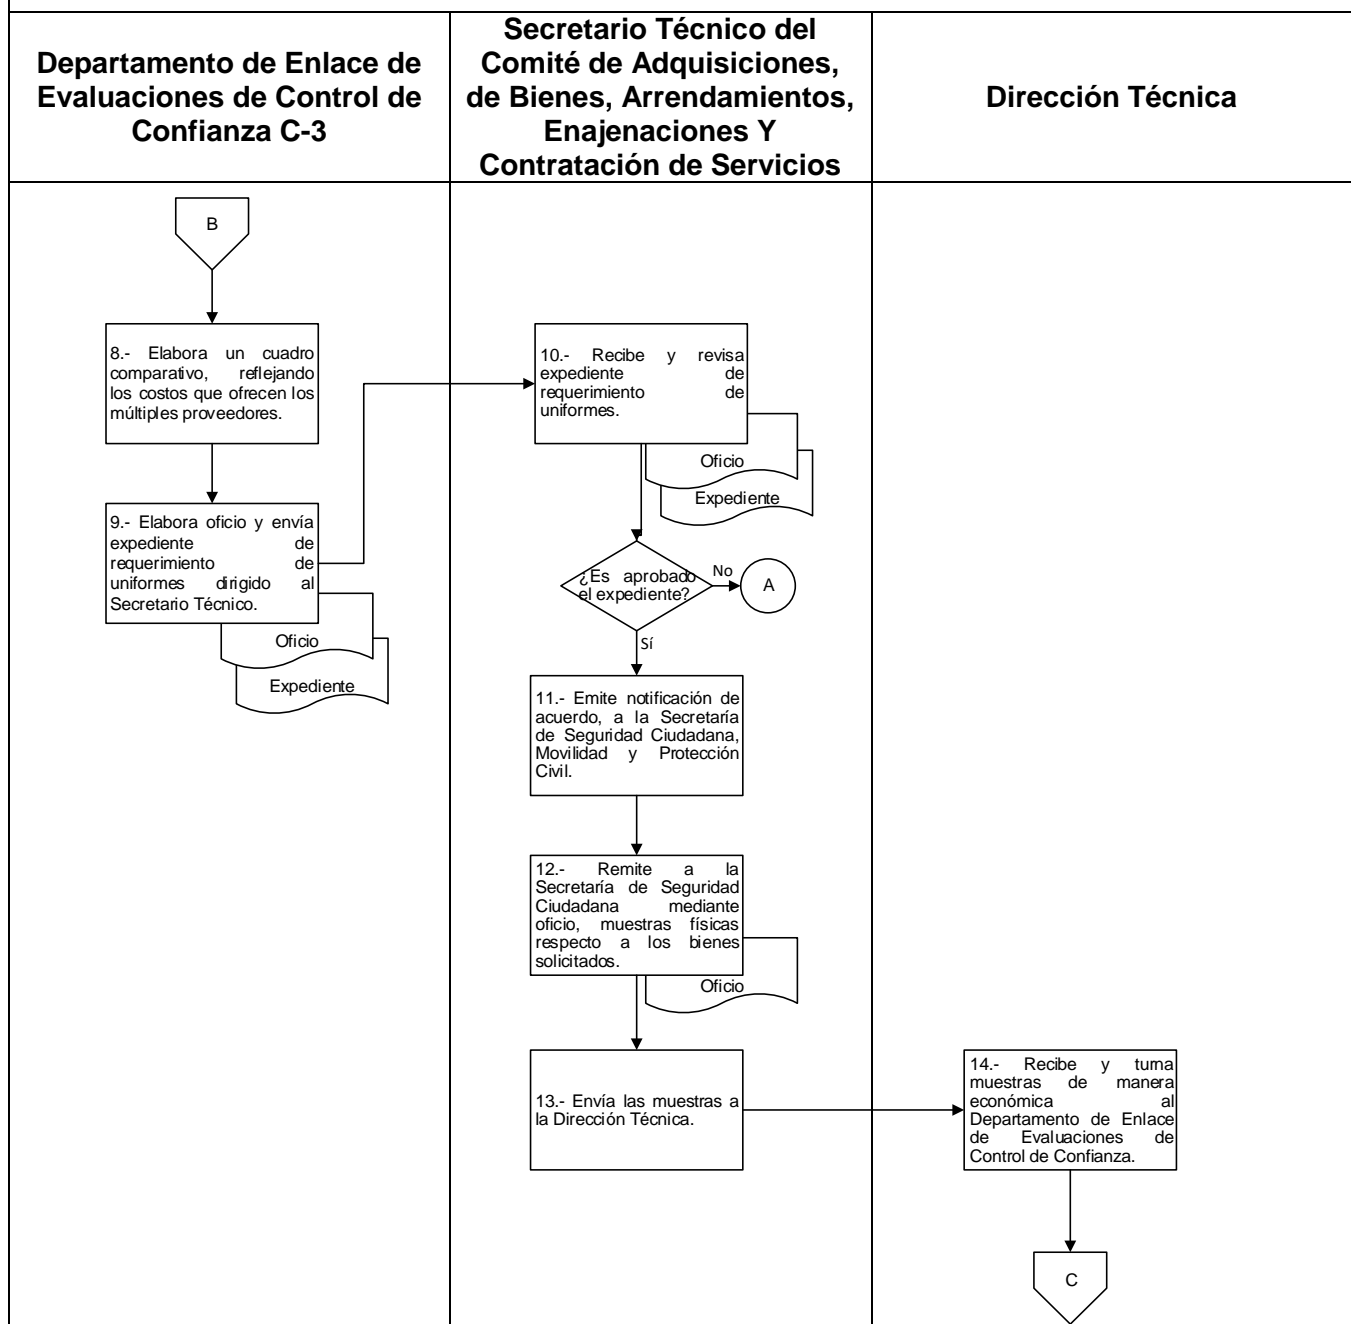 Departamento de Enlace de
Evaluaciones de Control de
Confianza C-3
Secretario Técnico del
Comité de Adquisiciones,
de Bienes, Arrendamientos,
Enajenaciones Y
Contratación de Servicios
Dirección Técnica
B
8.- Elabora un cuadro
comparativo, reflejando
los costos que ofrecen los
múltiples proveedores.
9.- Elabora oficio y envía
expediente de
requerimiento de
uniformes dirigido al
Secretario Técnico.
Oficio
Expediente
10.- Recibe y revisa
expediente de
requerimiento de
uniformes.
Oficio
Expediente
¿Es aprobado
el expediente?
No
A
Sí
11.- Emite notificación de
acuerdo, a la Secretaría
de Seguridad Ciudadana,
Movilidad y Protección
Civil.
12.- Remite a la
Secretaría de Seguridad
Ciudadana mediante
oficio, muestras físicas
respecto a los bienes
solicitados.
Oficio
13.- Envía las muestras a
la Dirección Técnica.
14.- Recibe y turna
muestras de manera
económica al
Departamento de Enlace
de Evaluaciones de
Control de Confianza.
C